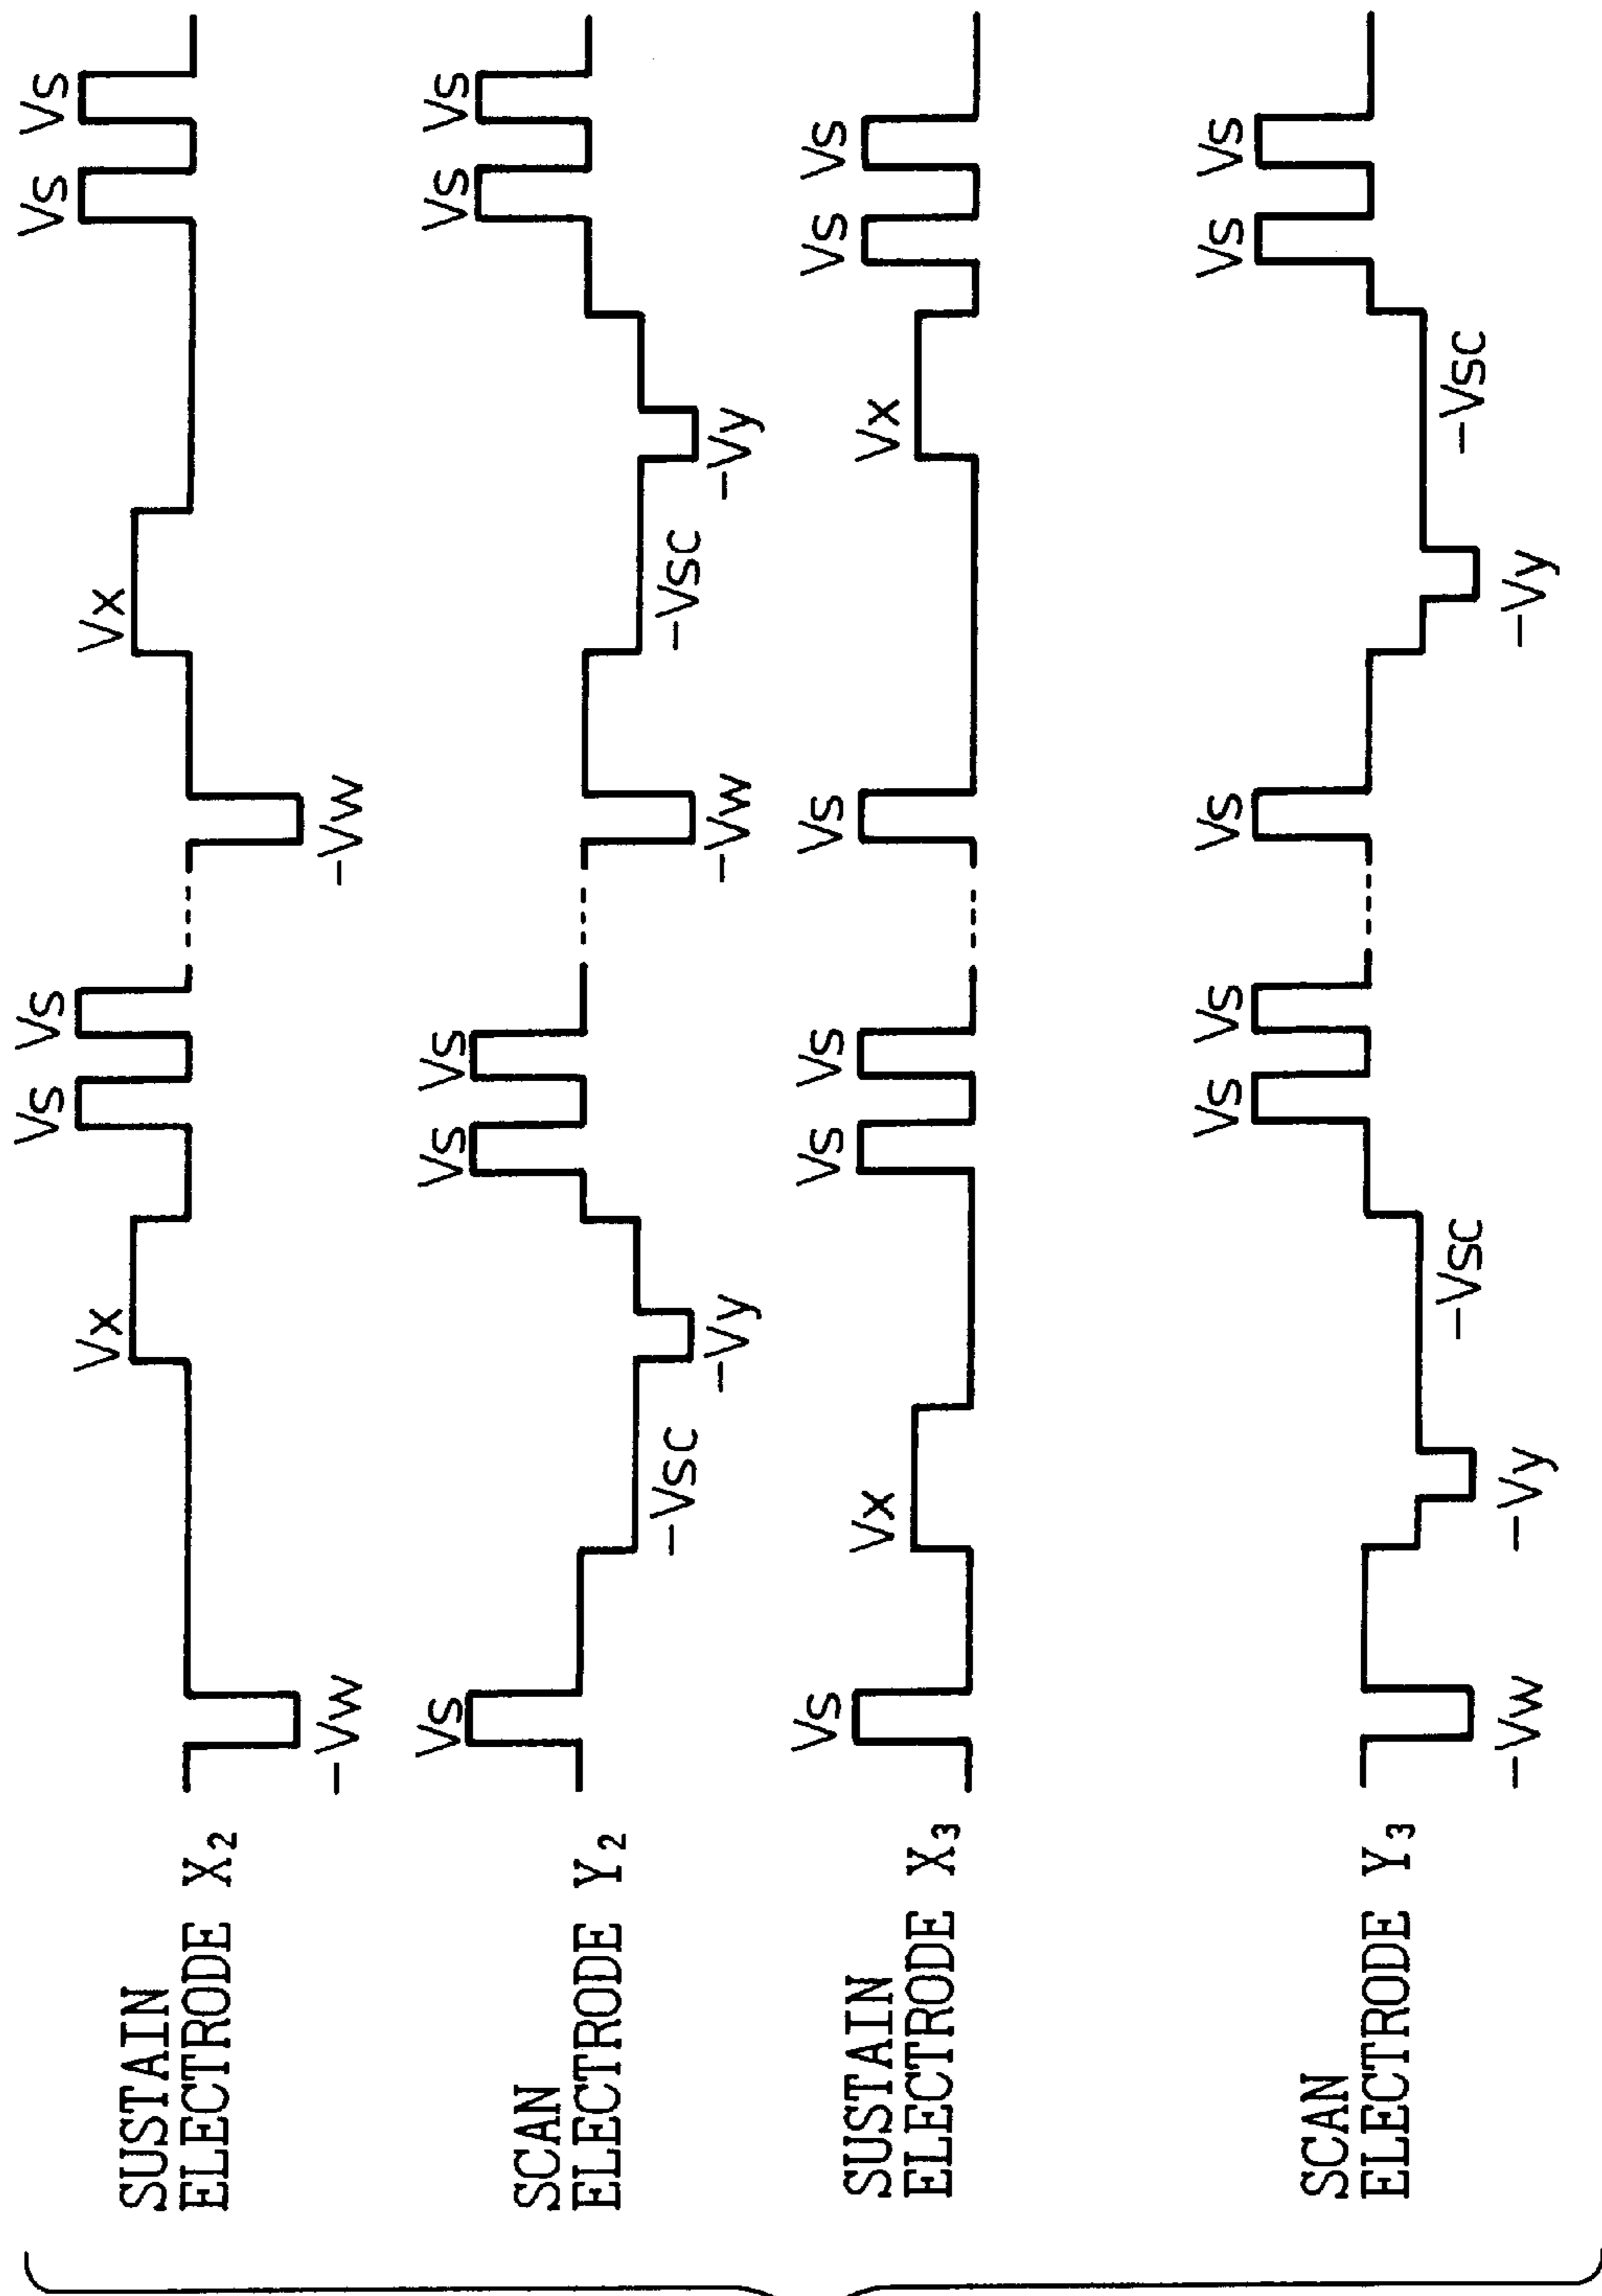 SUSTAIN
ELECTRODE X₂
-Vw
Vx
Vs
Vs
-Vw
Vx
Vs
Vs
SCAN
ELECTRODE Y₂
Vs
-Vsc
-Vy
Vs
Vs
-Vw
-Vsc
-Vy
Vs
Vs
SUSTAIN
ELECTRODE X₃
Vs
Vx
Vs
Vs
Vs
Vx
Vs
Vs
SCAN
ELECTRODE Y₃
-Vw
-Vy
-Vsc
Vs
Vs
Vs
-Vy
-Vsc
Vs
Vs